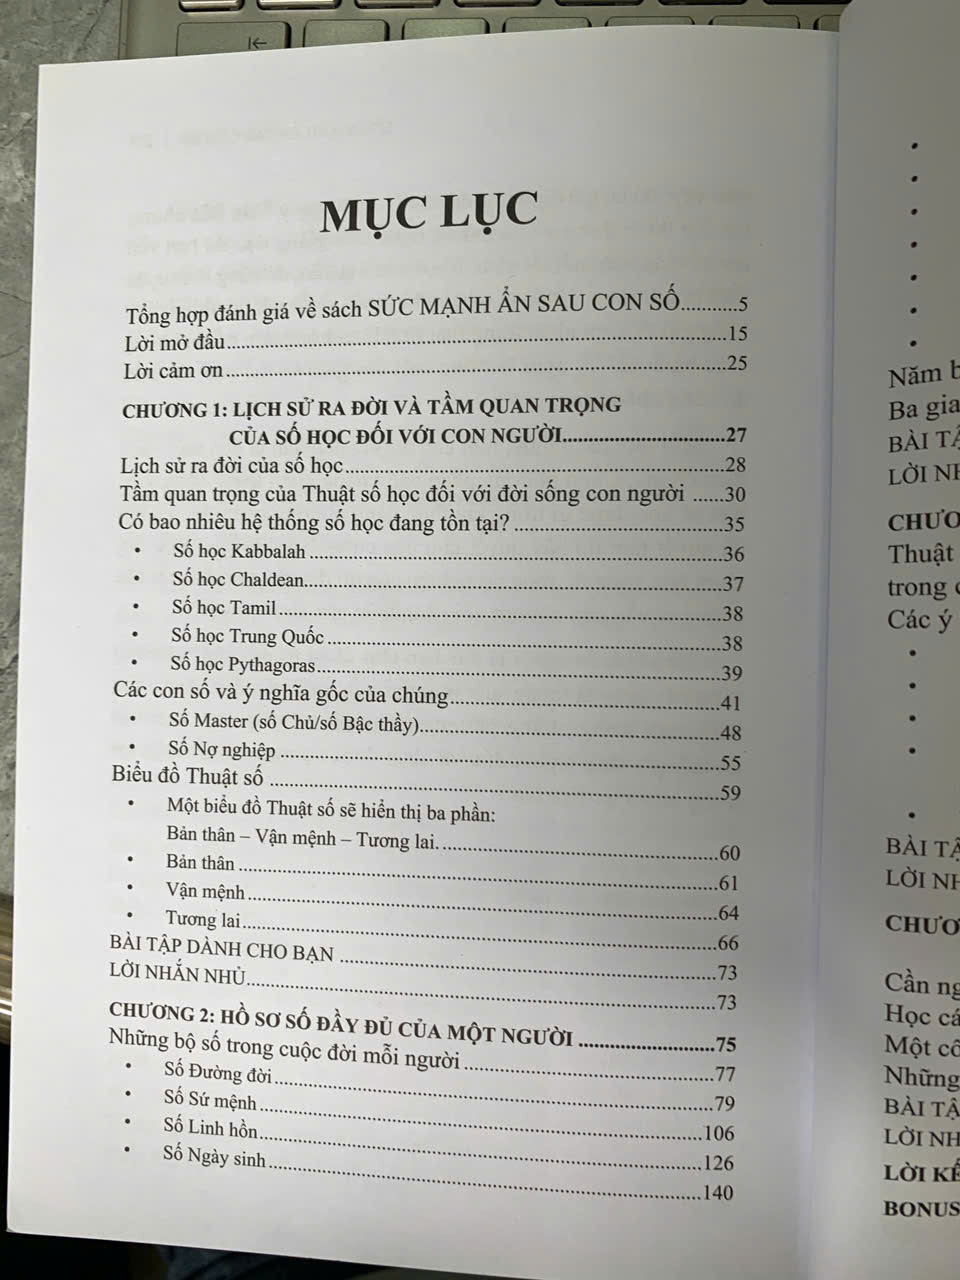 MỤC LỤC
Tổng hợp đánh giá về sách SỨC MẠNH ẨN SAU CON SỐ...........5
Lời mở đầu....................15
Lời cảm ơn....................25
CHƯƠNG 1: LỊCH SỬ RA ĐỜI VÀ TẦM QUAN TRỌNG
CỦA SỐ HỌC ĐỐI VỚI CON NGƯỜI....................27
Lịch sử ra đời của số học....................28
Tầm quan trọng của Thuật số học đối với đời sống con người ......30
Có bao nhiêu hệ thống số học đang tồn tại?....................35
• Số học Kabbalah....................36
• Số học Chaldean....................37
• Số học Tamil....................38
• Số học Trung Quốc....................38
• Số học Pythagoras....................39
Các con số và ý nghĩa gốc của chúng....................41
• Số Master (số Chủ/số Bậc thầy)....................48
• Số Nợ nghiệp....................55
Biểu đồ Thuật số....................59
• Một biểu đồ Thuật số sẽ hiển thị ba phần:
Bản thân – Vận mệnh – Tương lai....................60
• Bản thân....................61
• Vận mệnh....................64
• Tương lai....................66
BÀI TẬP DÀNH CHO BẠN....................73
LỜI NHẮN NHỦ....................73
CHƯƠNG 2: HỒ SƠ SỐ ĐẦY ĐỦ CỦA MỘT NGƯỜI....................75
Những bộ số trong cuộc đời mỗi người....................77
• Số Đường đời....................79
• Số Sứ mệnh....................106
• Số Linh hồn....................126
• Số Ngày sinh....................140
Năm
Ba gia
BÀI
LỜI
CHƯƠ
Thuật
trong
Các ý
BÀI
LỜI
CHƯƠ
Cần
Học
Một
Những
BÀI
LỜI
LỜI
BONUS